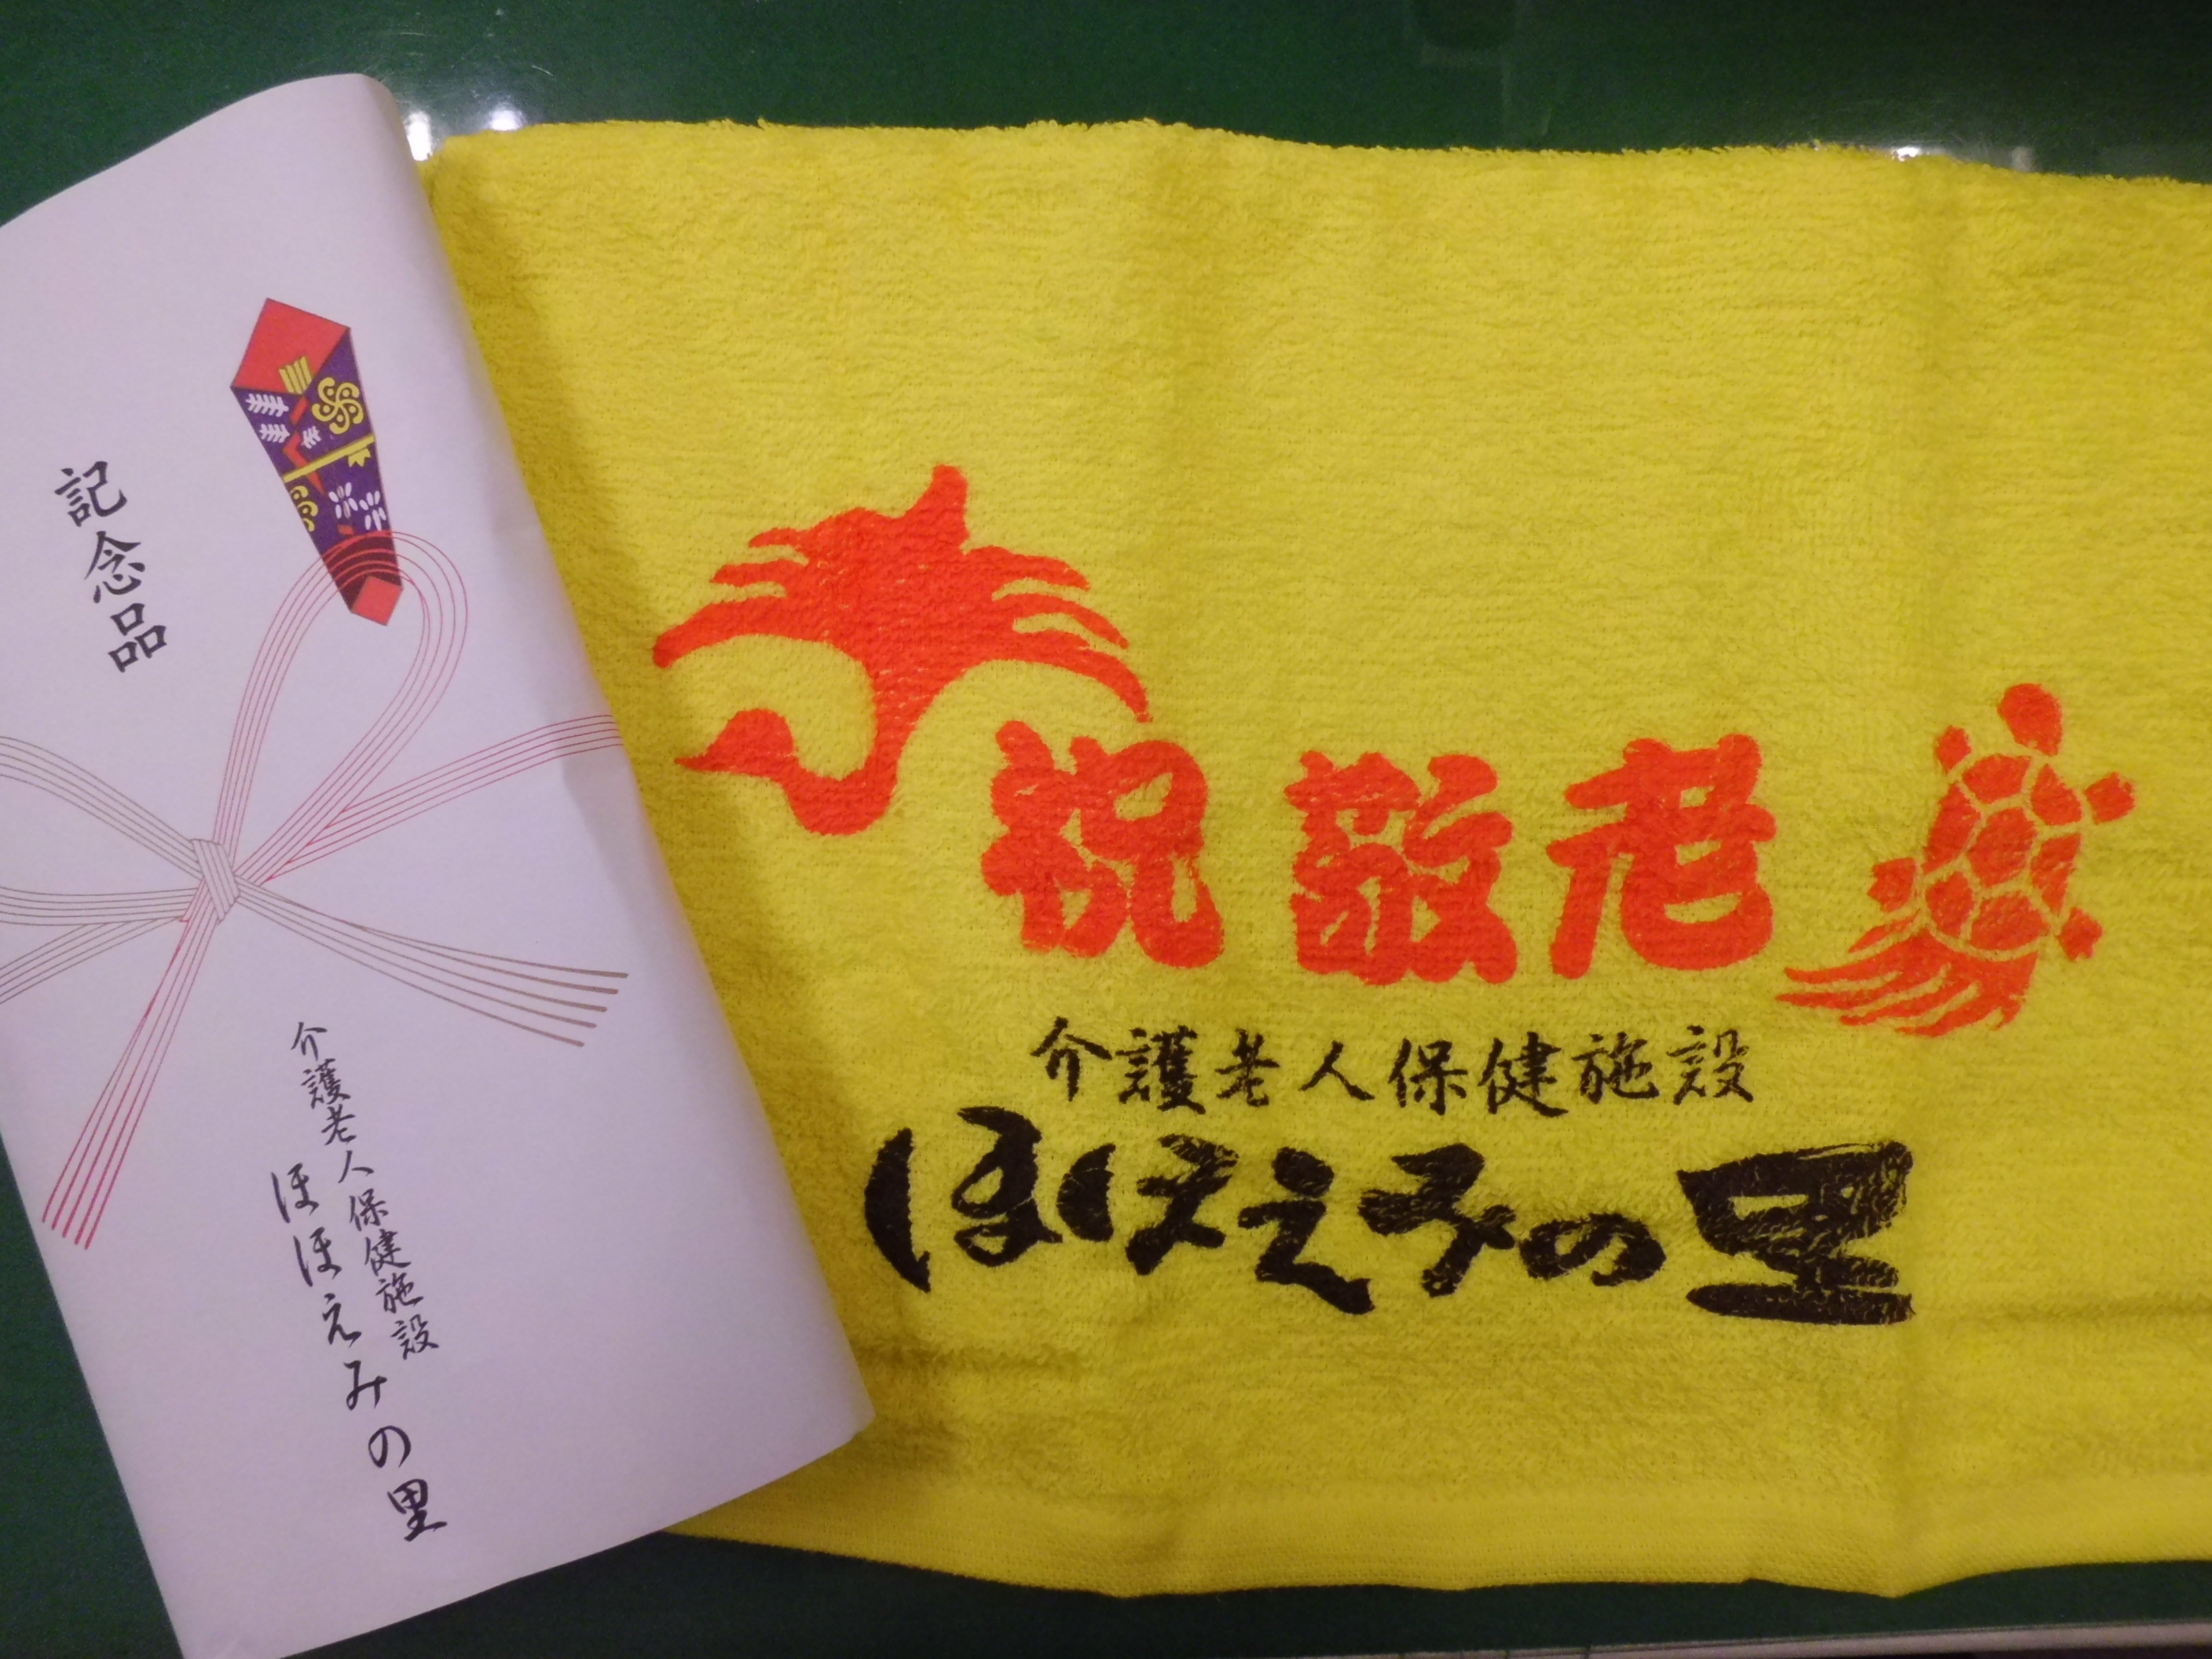 記念品
介護老人保健施設
ほほえみの里
祝敬老
介護老人保健施設
ほほえみの里